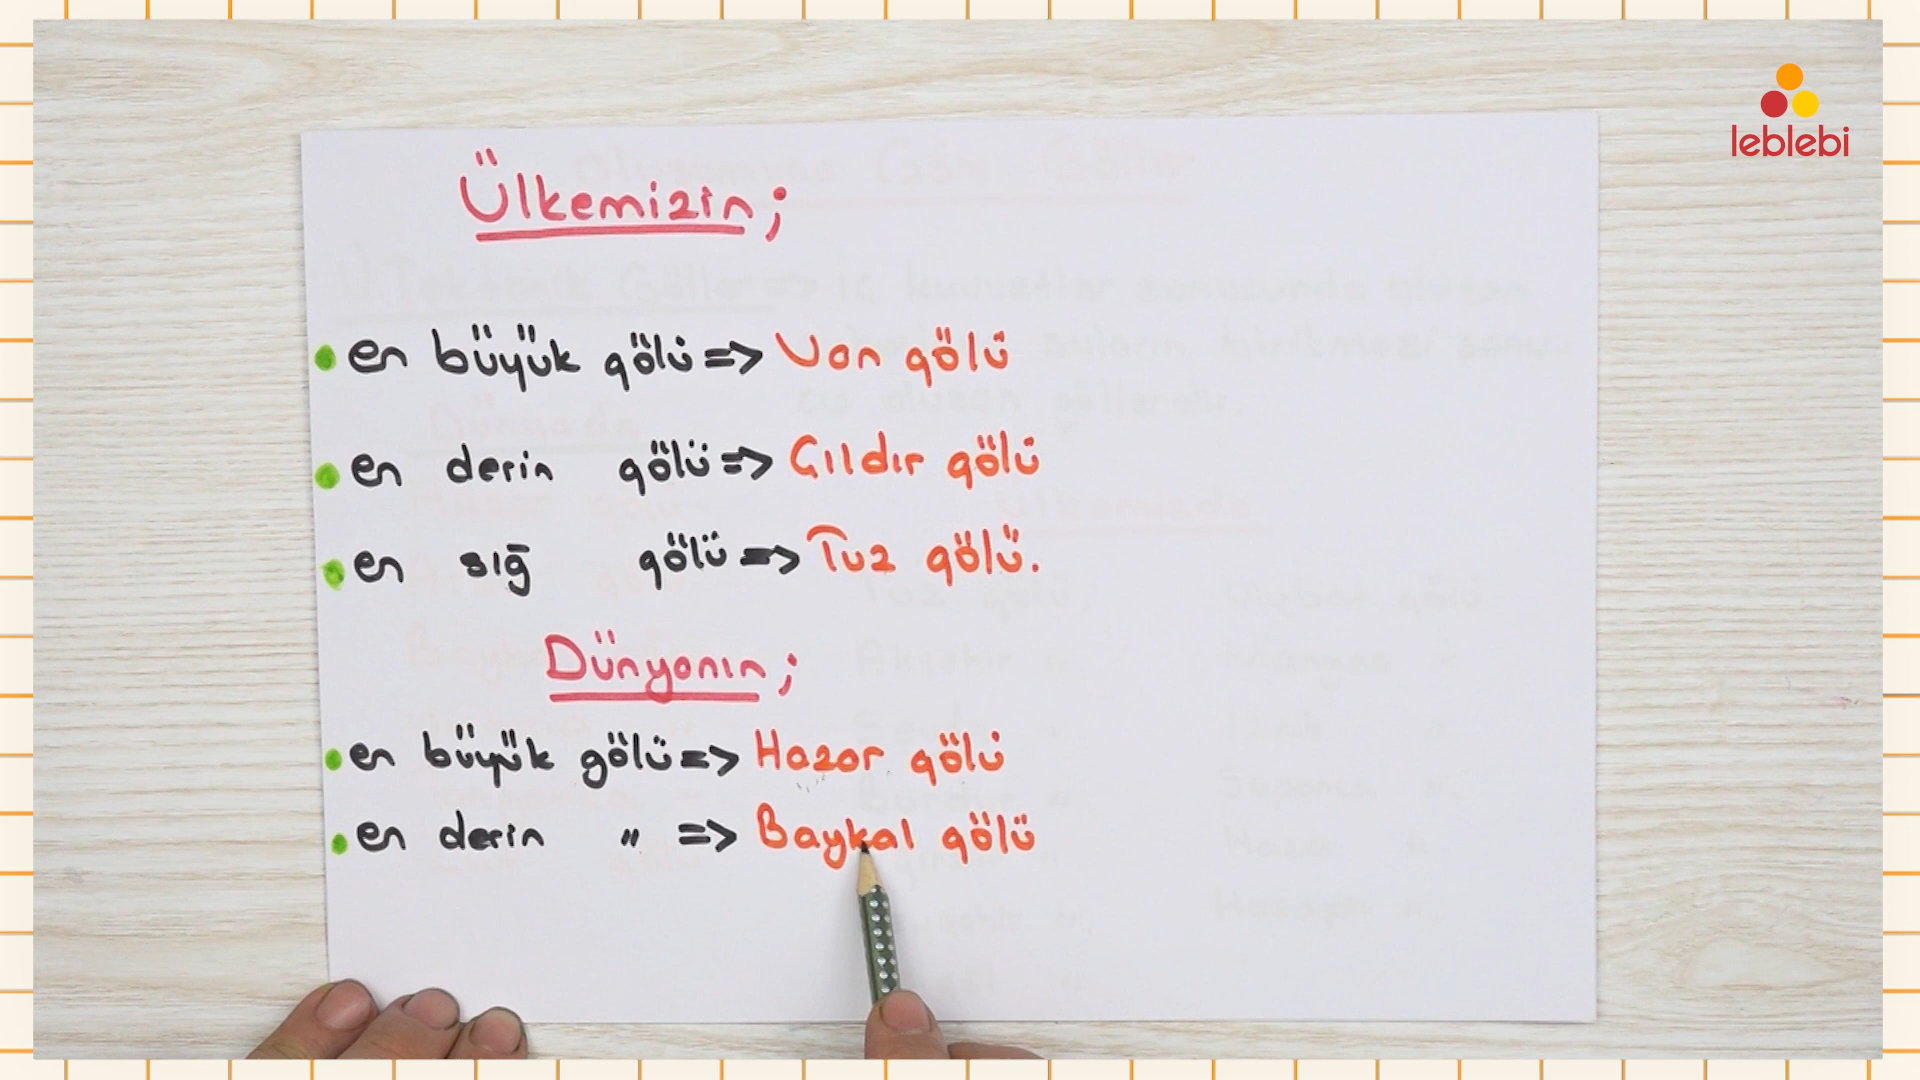 leblebi
Ülkemizin;
en büyük gölü => Van gölü
en derin gölü => Çıldır gölü
en sığ gölü => Tuz gölü.
Dünyanın;
en büyük gölü => Hazar gölü
en derin " => Baykal gölü